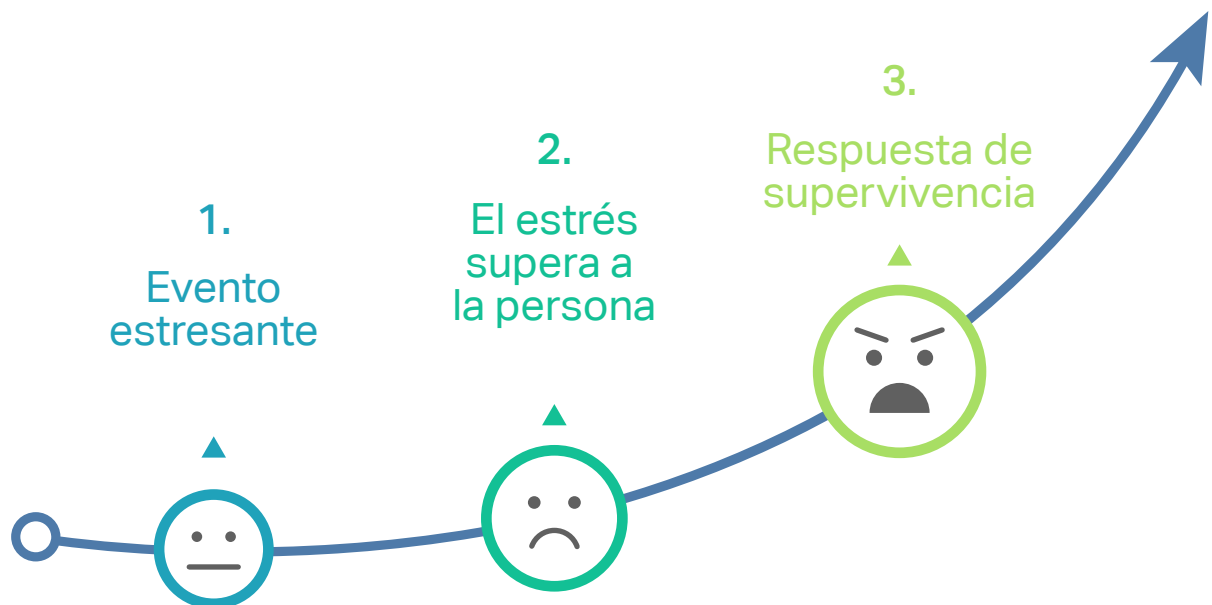 1.
Evento
estresante
2.
El estrés
supera a
la persona
3.
Respuesta de
supervivencia